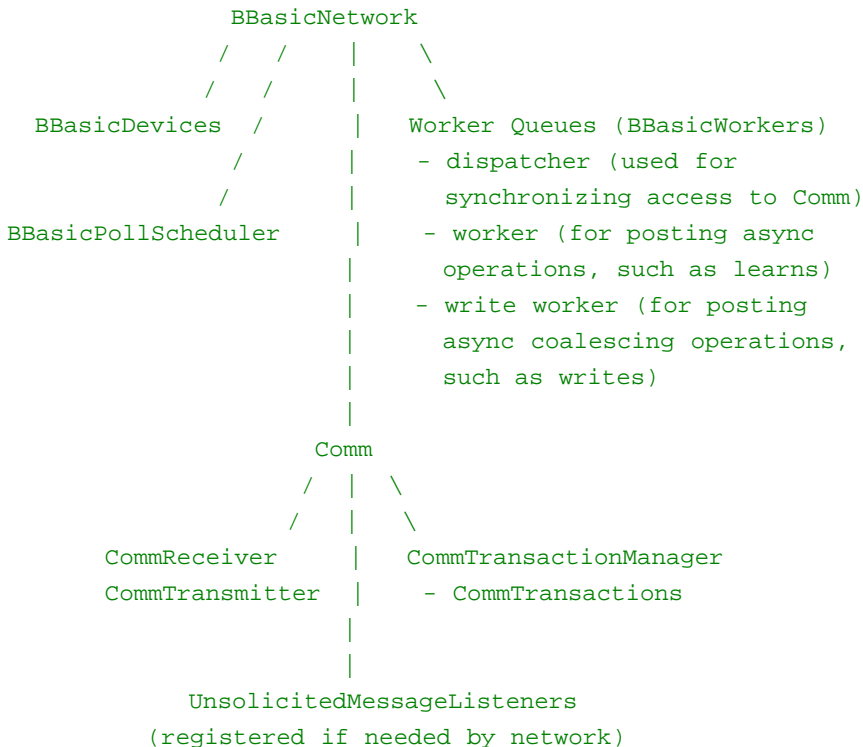 BBasicNetwork
/ / | \
/ / | \
BBasicDevices / | Worker Queues (BBasicWorkers)
/ | - dispatcher (used for
/ | synchronizing access to Comm)
BBasicPollScheduler | - worker (for posting async
| operations, such as learns)
| - write worker (for posting
| async coalescing operations,
| such as writes)
|
Comm
/ | \
/ | \
CommReceiver | CommTransactionManager
CommTransmitter | - CommTransactions
|
|
UnsolicitedMessageListeners
(registered if needed by network)